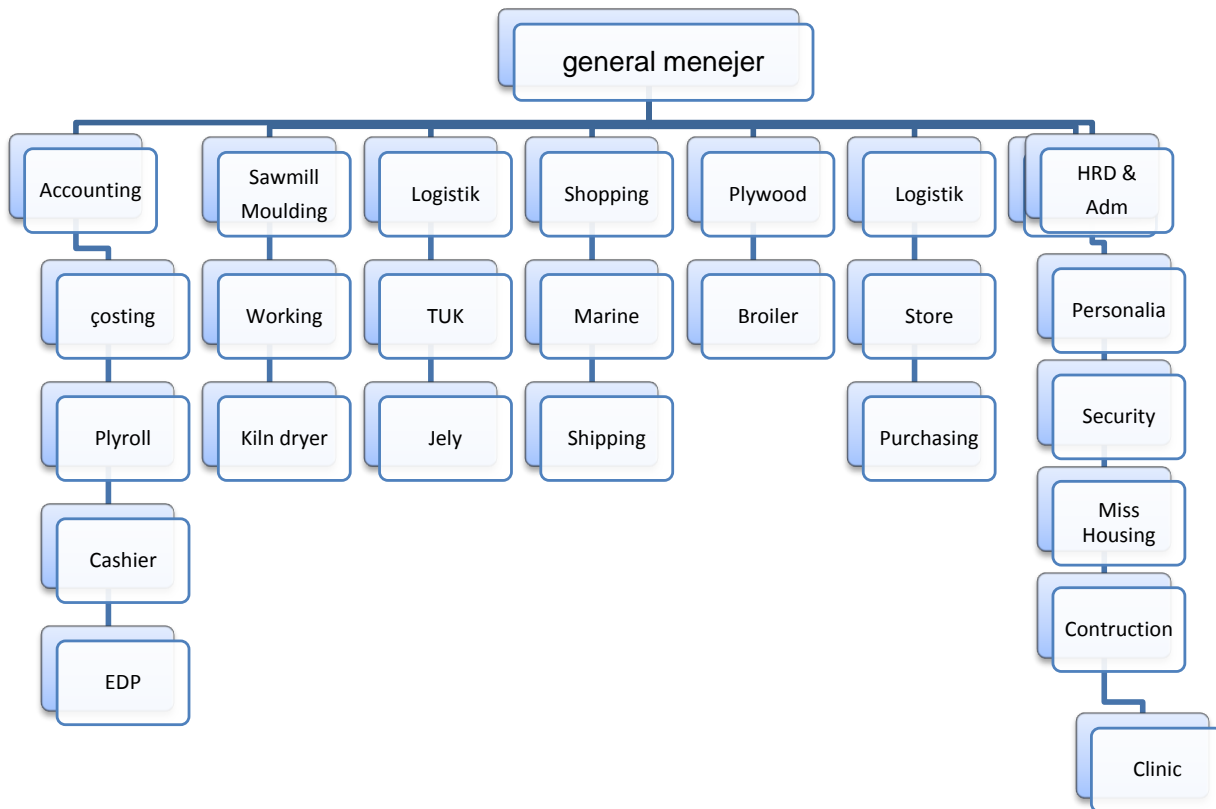 general menejer
Accounting
Sawmill
Moulding
Logistik
Shopping
Plywood
Logistik
HRD &
Adm
çosting
Working
TUK
Marine
Broiler
Store
Personalia
Plyroll
Kiln dryer
Jely
Shipping
Purchasing
Security
Cashier
Miss
Housing
EDP
Contruction
Clinic